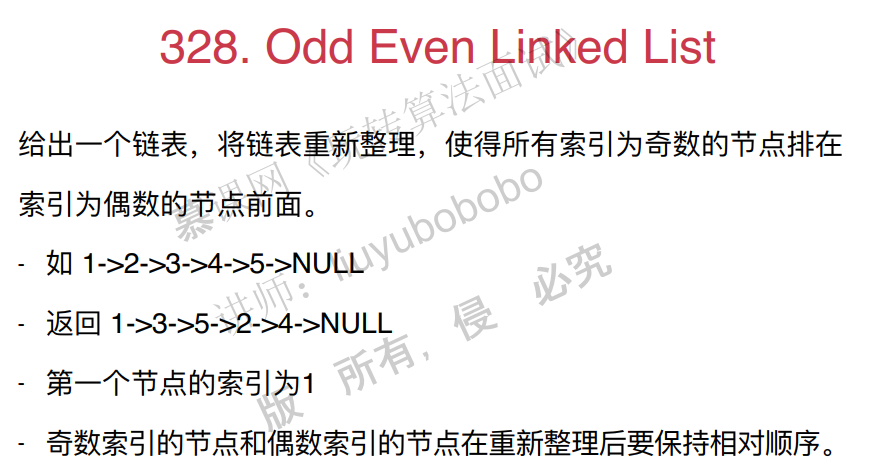 328. Odd Even Linked List
给出一个链表，将链表重新整理，使得所有索引为奇数的节点排在
索引为偶数的节点前面。
- 如 1->2->3->4->5->NULL
- 返回 1->3->5->2->4->NULL
- 第一个节点的索引为1
- 奇数索引的节点和偶数索引的节点在重新整理后要保持相对顺序。
慕课网《玩转算法面试》
讲师：liuyubobobo
版 所有，侵 必究